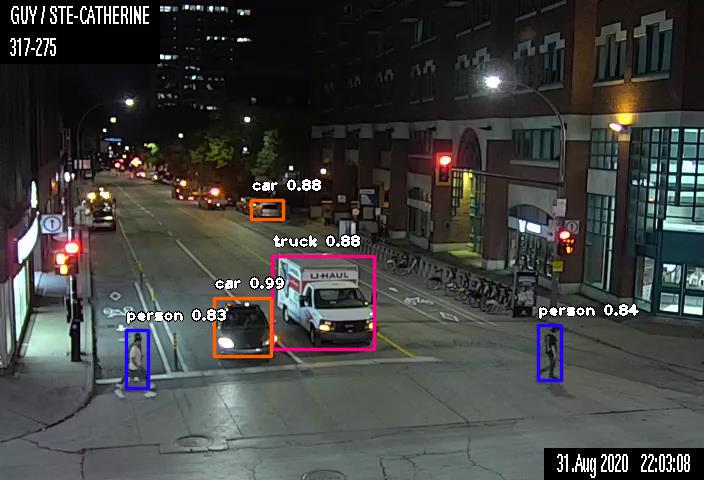 GUY / STE-CATHERINE
317-275
car 0.88
truck 0.88
U-HAUL
car 0.99
person 0.83
person 0.84
31.Aug 2020 22:03:08